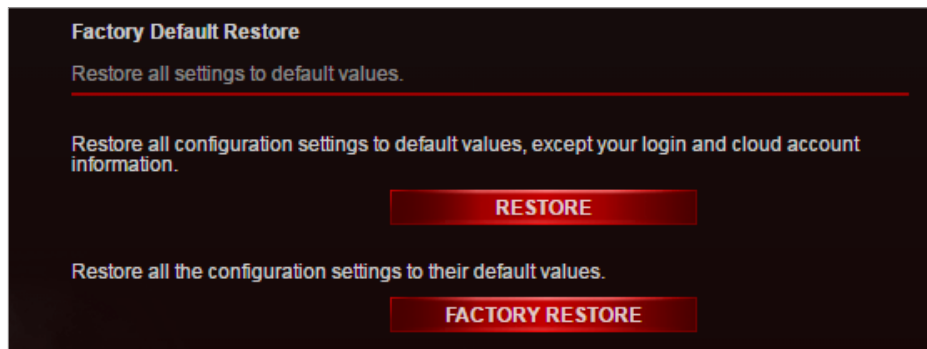 Factory Default Restore
Restore all settings to default values.
Restore all configuration settings to default values, except your login and cloud account
information.
RESTORE
Restore all the configuration settings to their default values.
FACTORY RESTORE